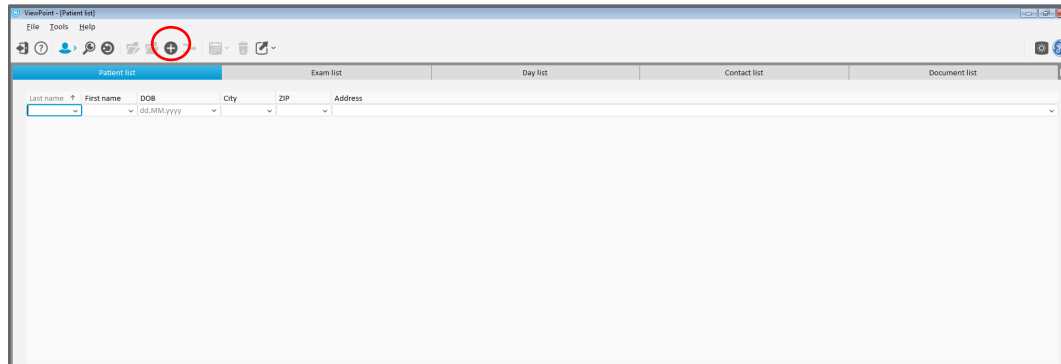 ViewPoint - [Patient list]
File Tools Help
Patient list Exam list Day list Contact list Document list
Last name First name DOB City ZIP Address
dd.MM.yyyy